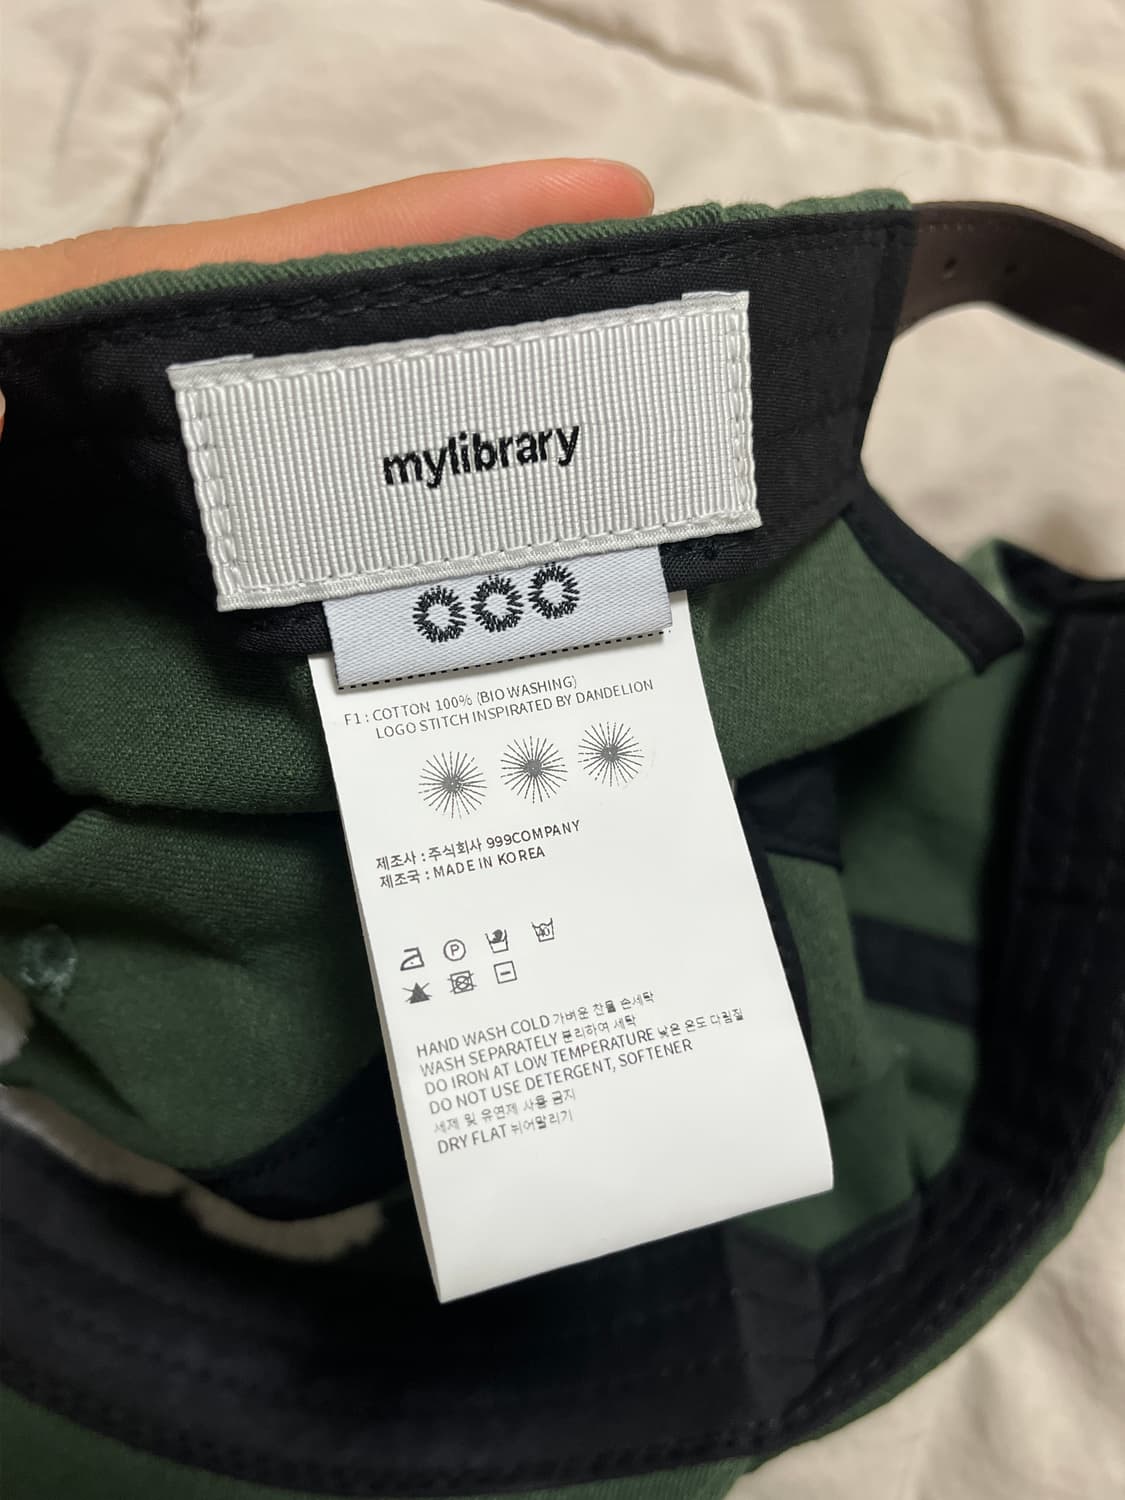 mylibrary
F1 : COTTON 100% (BIO WASHING)
LOGO STITCH INSPIRATED BY DANDELION
제조사 : 주식회사 999COMPANY
제조국 : MADE IN KOREA
P
HAND WASH COLD 가벼운 찬물 손세탁
WASH SEPARATELY 분리하여 세탁
DO IRON AT LOW TEMPERATURE 낮은 온도 다림질
DO NOT USE DETERGENT, SOFTENER
세제 및 유연제 사용 금지
DRY FLAT 뉘어말리기